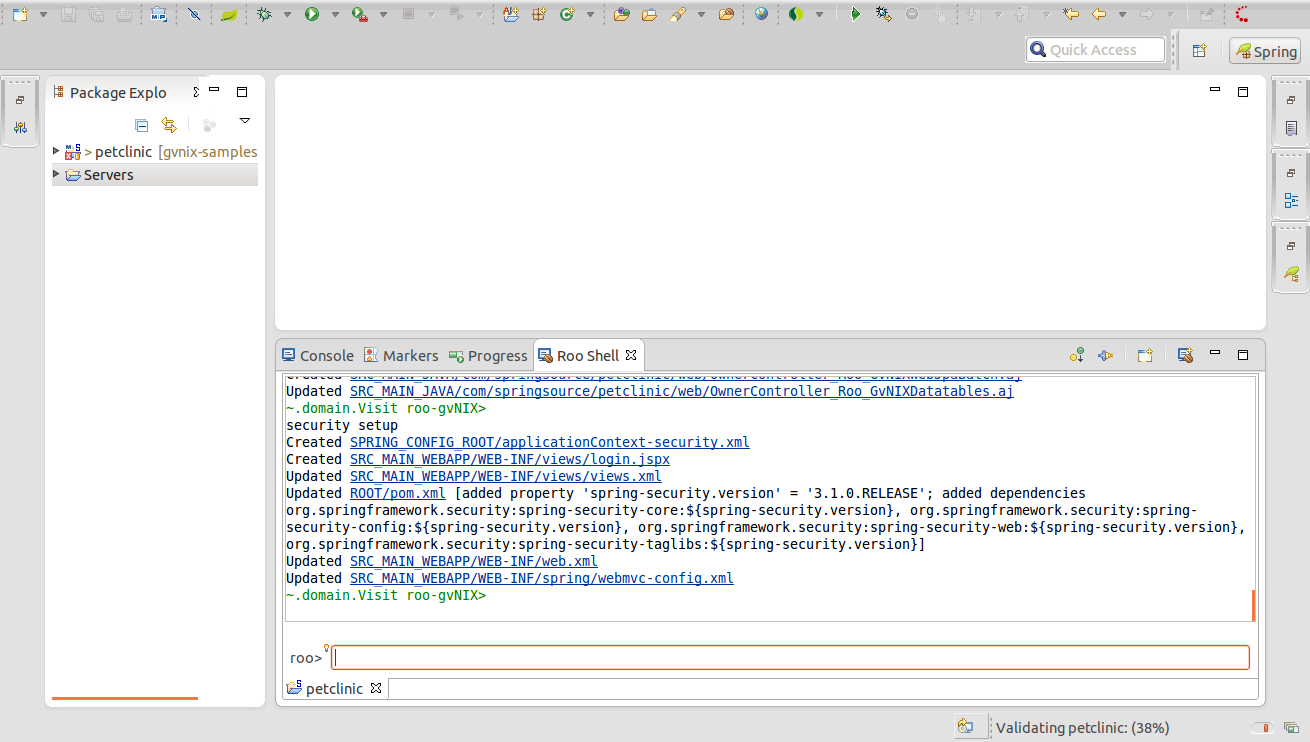 Quick Access
Spring
Package Explo
> petclinic [gvnix-samples
Servers
Console Markers Progress Roo Shell
Updated SRC_MAIN_JAVA/com/springsource/petclinic/web/OwnerController_Roo_GvNIXDatatables.aj
~.domain.Visit roo-gvNIX>
security setup
Created SPRING_CONFIG_ROOT/applicationContext-security.xml
Created SRC_MAIN_WEBAPP/WEB-INF/views/login.jspx
Updated SRC_MAIN_WEBAPP/WEB-INF/views/views.xml
Updated ROOT/pom.xml [added property 'spring-security.version' = '3.1.0.RELEASE'; added dependencies
org.springframework.security:spring-security-core:${spring-security.version}, org.springframework.security:spring-
security-config:${spring-security.version}, org.springframework.security:spring-security-web:${spring-security.version},
org.springframework.security:spring-security-taglibs:${spring-security.version}]
Updated SRC_MAIN_WEBAPP/WEB-INF/web.xml
Updated SRC_MAIN_WEBAPP/WEB-INF/spring/webmvc-config.xml
~.domain.Visit roo-gvNIX>
roo>
petclinic
Validating petclinic: (38%)